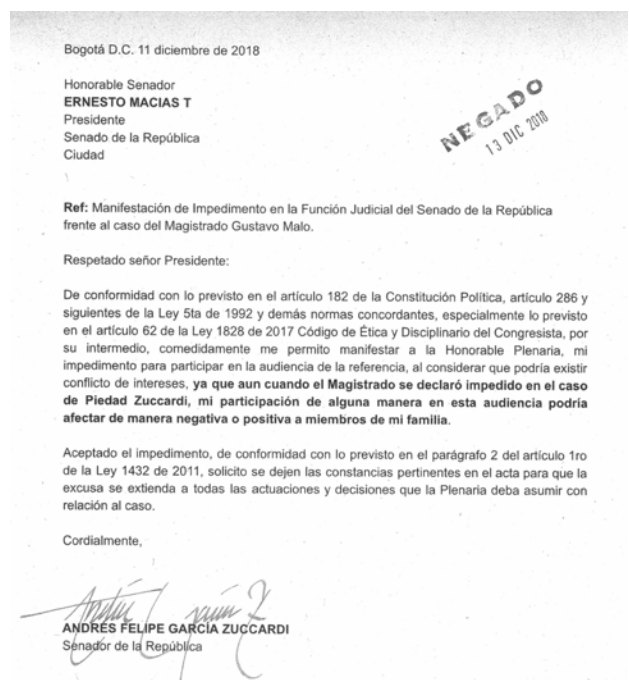 Bogotá D.C. 11 diciembre de 2018
Honorable Senador
ERNESTO MACIAS T
Presidente
Senado de la República
Ciudad
NEGADO
13 DIC 2018
Ref: Manifestación de Impedimento en la Función Judicial del Senado de la República
frente al caso del Magistrado Gustavo Malo.
Respetado señor Presidente:
De conformidad con lo previsto en el artículo 182 de la Constitución Política, artículo 286 y
siguientes de la Ley 5ta de 1992 y demás normas concordantes, especialmente lo previsto
en el artículo 62 de la Ley 1828 de 2017 Código de Ética y Disciplinario del Congresista, por
su intermedio, comedidamente me permito manifestar a la Honorable Plenaria, mi
impedimento para participar en la audiencia de la referencia, al considerar que podría existir
conflicto de intereses, ya que aun cuando el Magistrado se declaró impedido en el caso
de Piedad Zuccardi, mi participación de alguna manera en esta audiencia podría
afectar de manera negativa o positiva a miembros de mi familia.
Aceptado el impedimento, de conformidad con lo previsto en el parágrafo 2 del artículo 1ro
de la Ley 1432 de 2011, solicito se dejen las constancias pertinentes en el acta para que la
excusa se extienda a todas las actuaciones y decisiones que la Plenaria deba asumir con
relación al caso.
Cordialmente,
ANDRÉS FELIPE GARCÍA ZUCCARDI
Senador de la República